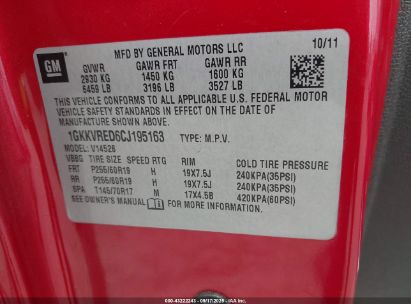 GM
MFD BY GENERAL MOTORS LLC
10/11
GVWR GAWR FRT GAWR RR
2930 KG 1450 KG 1600 KG
6459 LB 3196 LB 3527 LB
THIS VEHICLE CONFORMS TO ALL APPLICABLE U.S. FEDERAL MOTOR
VEHICLE SAFETY STANDARDS IN EFFECT ON THE DATE OF
MANUFACTURE SHOWN ABOVE.
1GKKVRED6CJ195163 TYPE: M.P.V.
MODEL: V14526
TIRE SIZE SPEED RTG RIM COLD TIRE PRESSURE
FRT P255/60R19 H 19X7.5J 240KPA(35PSI)
RR P255/60R19 H 19X7.5J 240KPA(35PSI)
SPA T145/70R17 M 17X4.5B 420KPA(60PSI)
SEE OWNER'S MANUAL FOR ADDITIONAL INFORMATION.